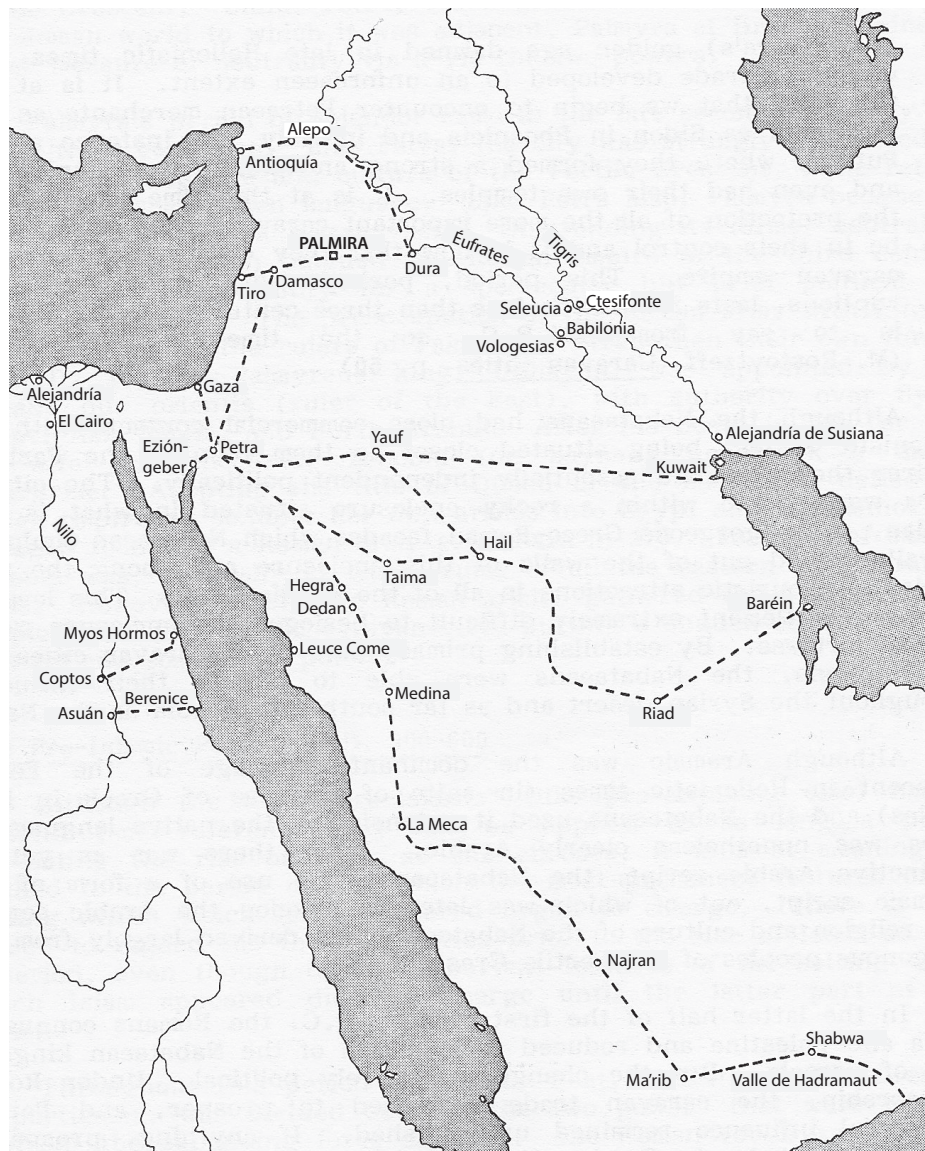 Alepo
Antioquía
PALMIRA
Eufrates
Tigris
Dura
Damasco
Tiro
Ctesifonte
Seleucia
Babilonia
Vologesias
Gaza
Alejandría
El Cairo
Petra
Yauf
Alejandría de Susiana
Ezión-
geber
Kuwait
Nilo
Hail
Taima
Hegra
Dedan
Baréin
Myos Hormos
Leuce Come
Coptos
Medina
Berenice
Asuán
Riad
La Meca
Najran
Shabwa
Ma'rib
Valle de Hadramaut